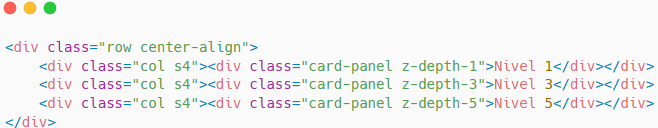 <div class="row center-align">
    <div class="col s4"><div class="card-panel z-depth-1">Nivel 1</div></div>
    <div class="col s4"><div class="card-panel z-depth-3">Nivel 3</div></div>
    <div class="col s4"><div class="card-panel z-depth-5">Nivel 5</div></div>
</div>